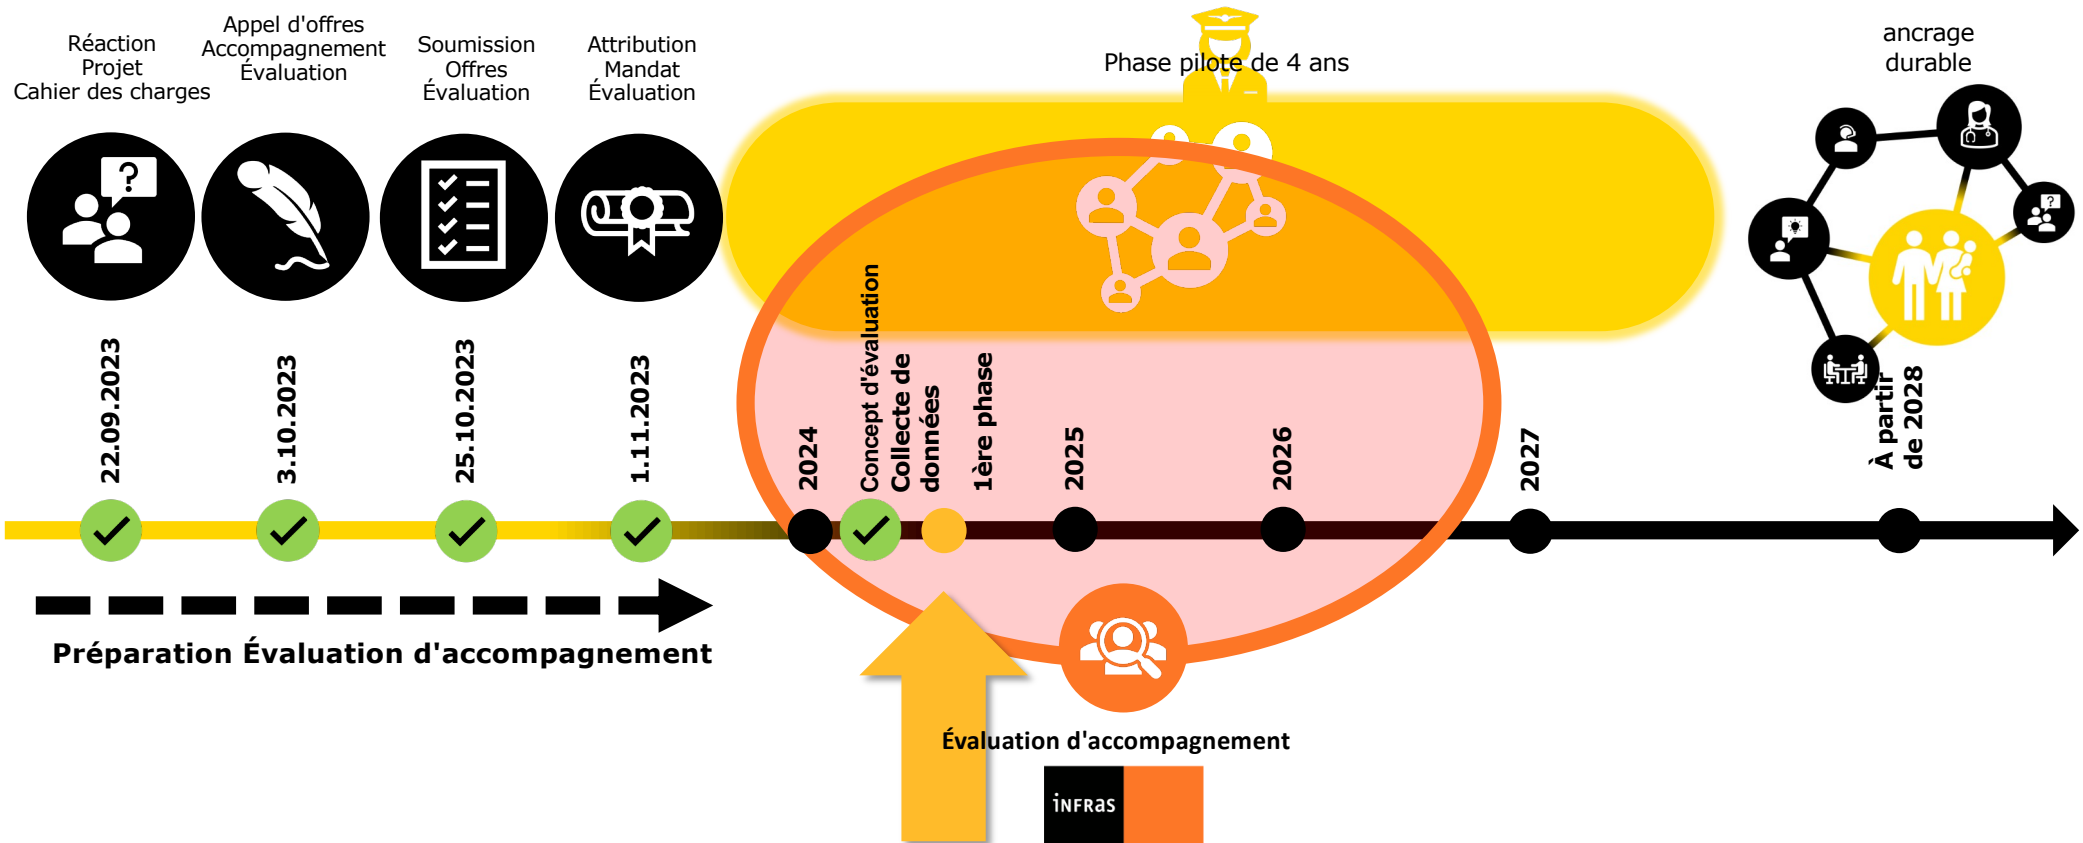 Réaction
Projet
Cahier des charges
Appel d'offres
Accompagnement
Évaluation
Soumission
Offres
Évaluation
Attribution
Mandat
Évaluation
Phase pilote de 4 ans
ancrage
durable
?
?
22.09.2023
3.10.2023
25.10.2023
1.11.2023
2024
Concept d'évaluation
Collecte de
données
1ère phase
2025
2026
2027
À partir
de 2028
Préparation Évaluation d'accompagnement
Évaluation d'accompagnement
iNFRas